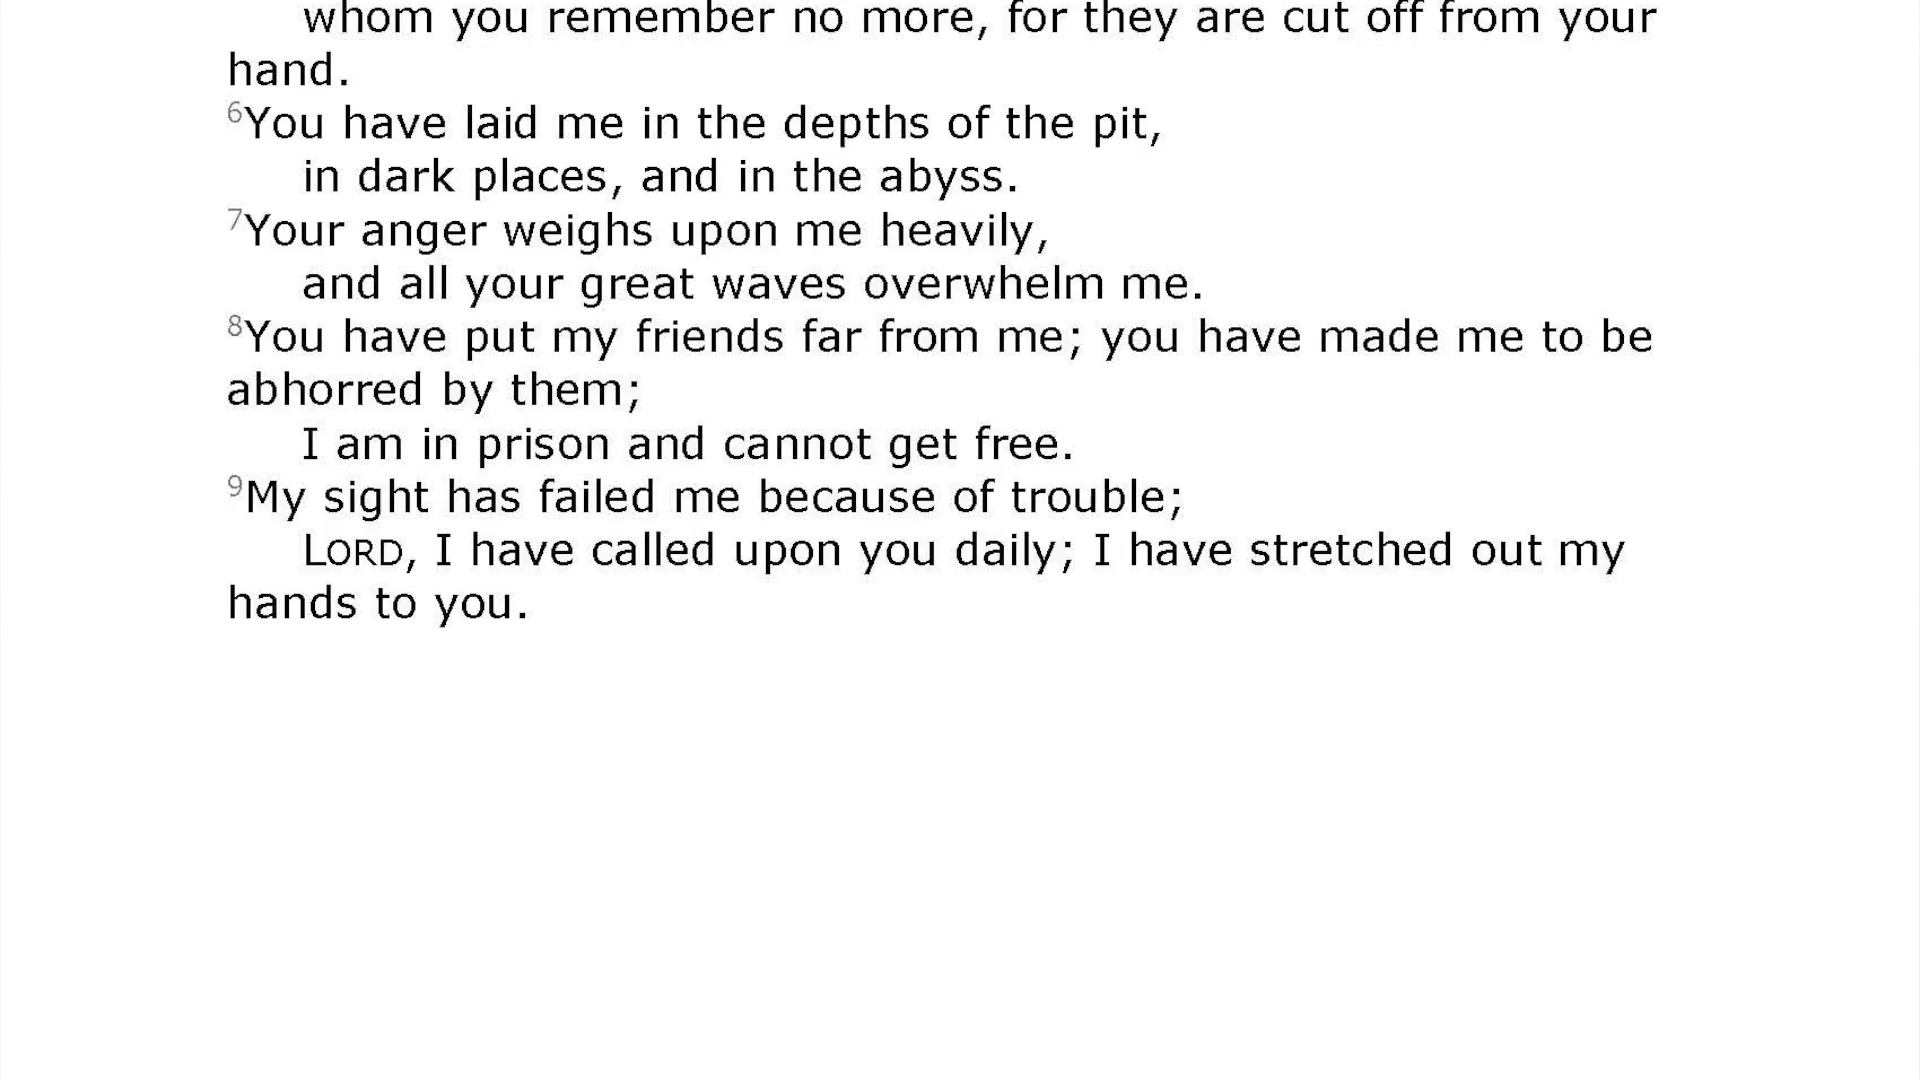 whom you remember no more, for they are cut off from your
hand.
6You have laid me in the depths of the pit,
in dark places, and in the abyss.
7Your anger weighs upon me heavily,
and all your great waves overwhelm me.
8You have put my friends far from me; you have made me to be
abhorred by them;
I am in prison and cannot get free.
9My sight has failed me because of trouble;
LORD, I have called upon you daily; I have stretched out my
hands to you.